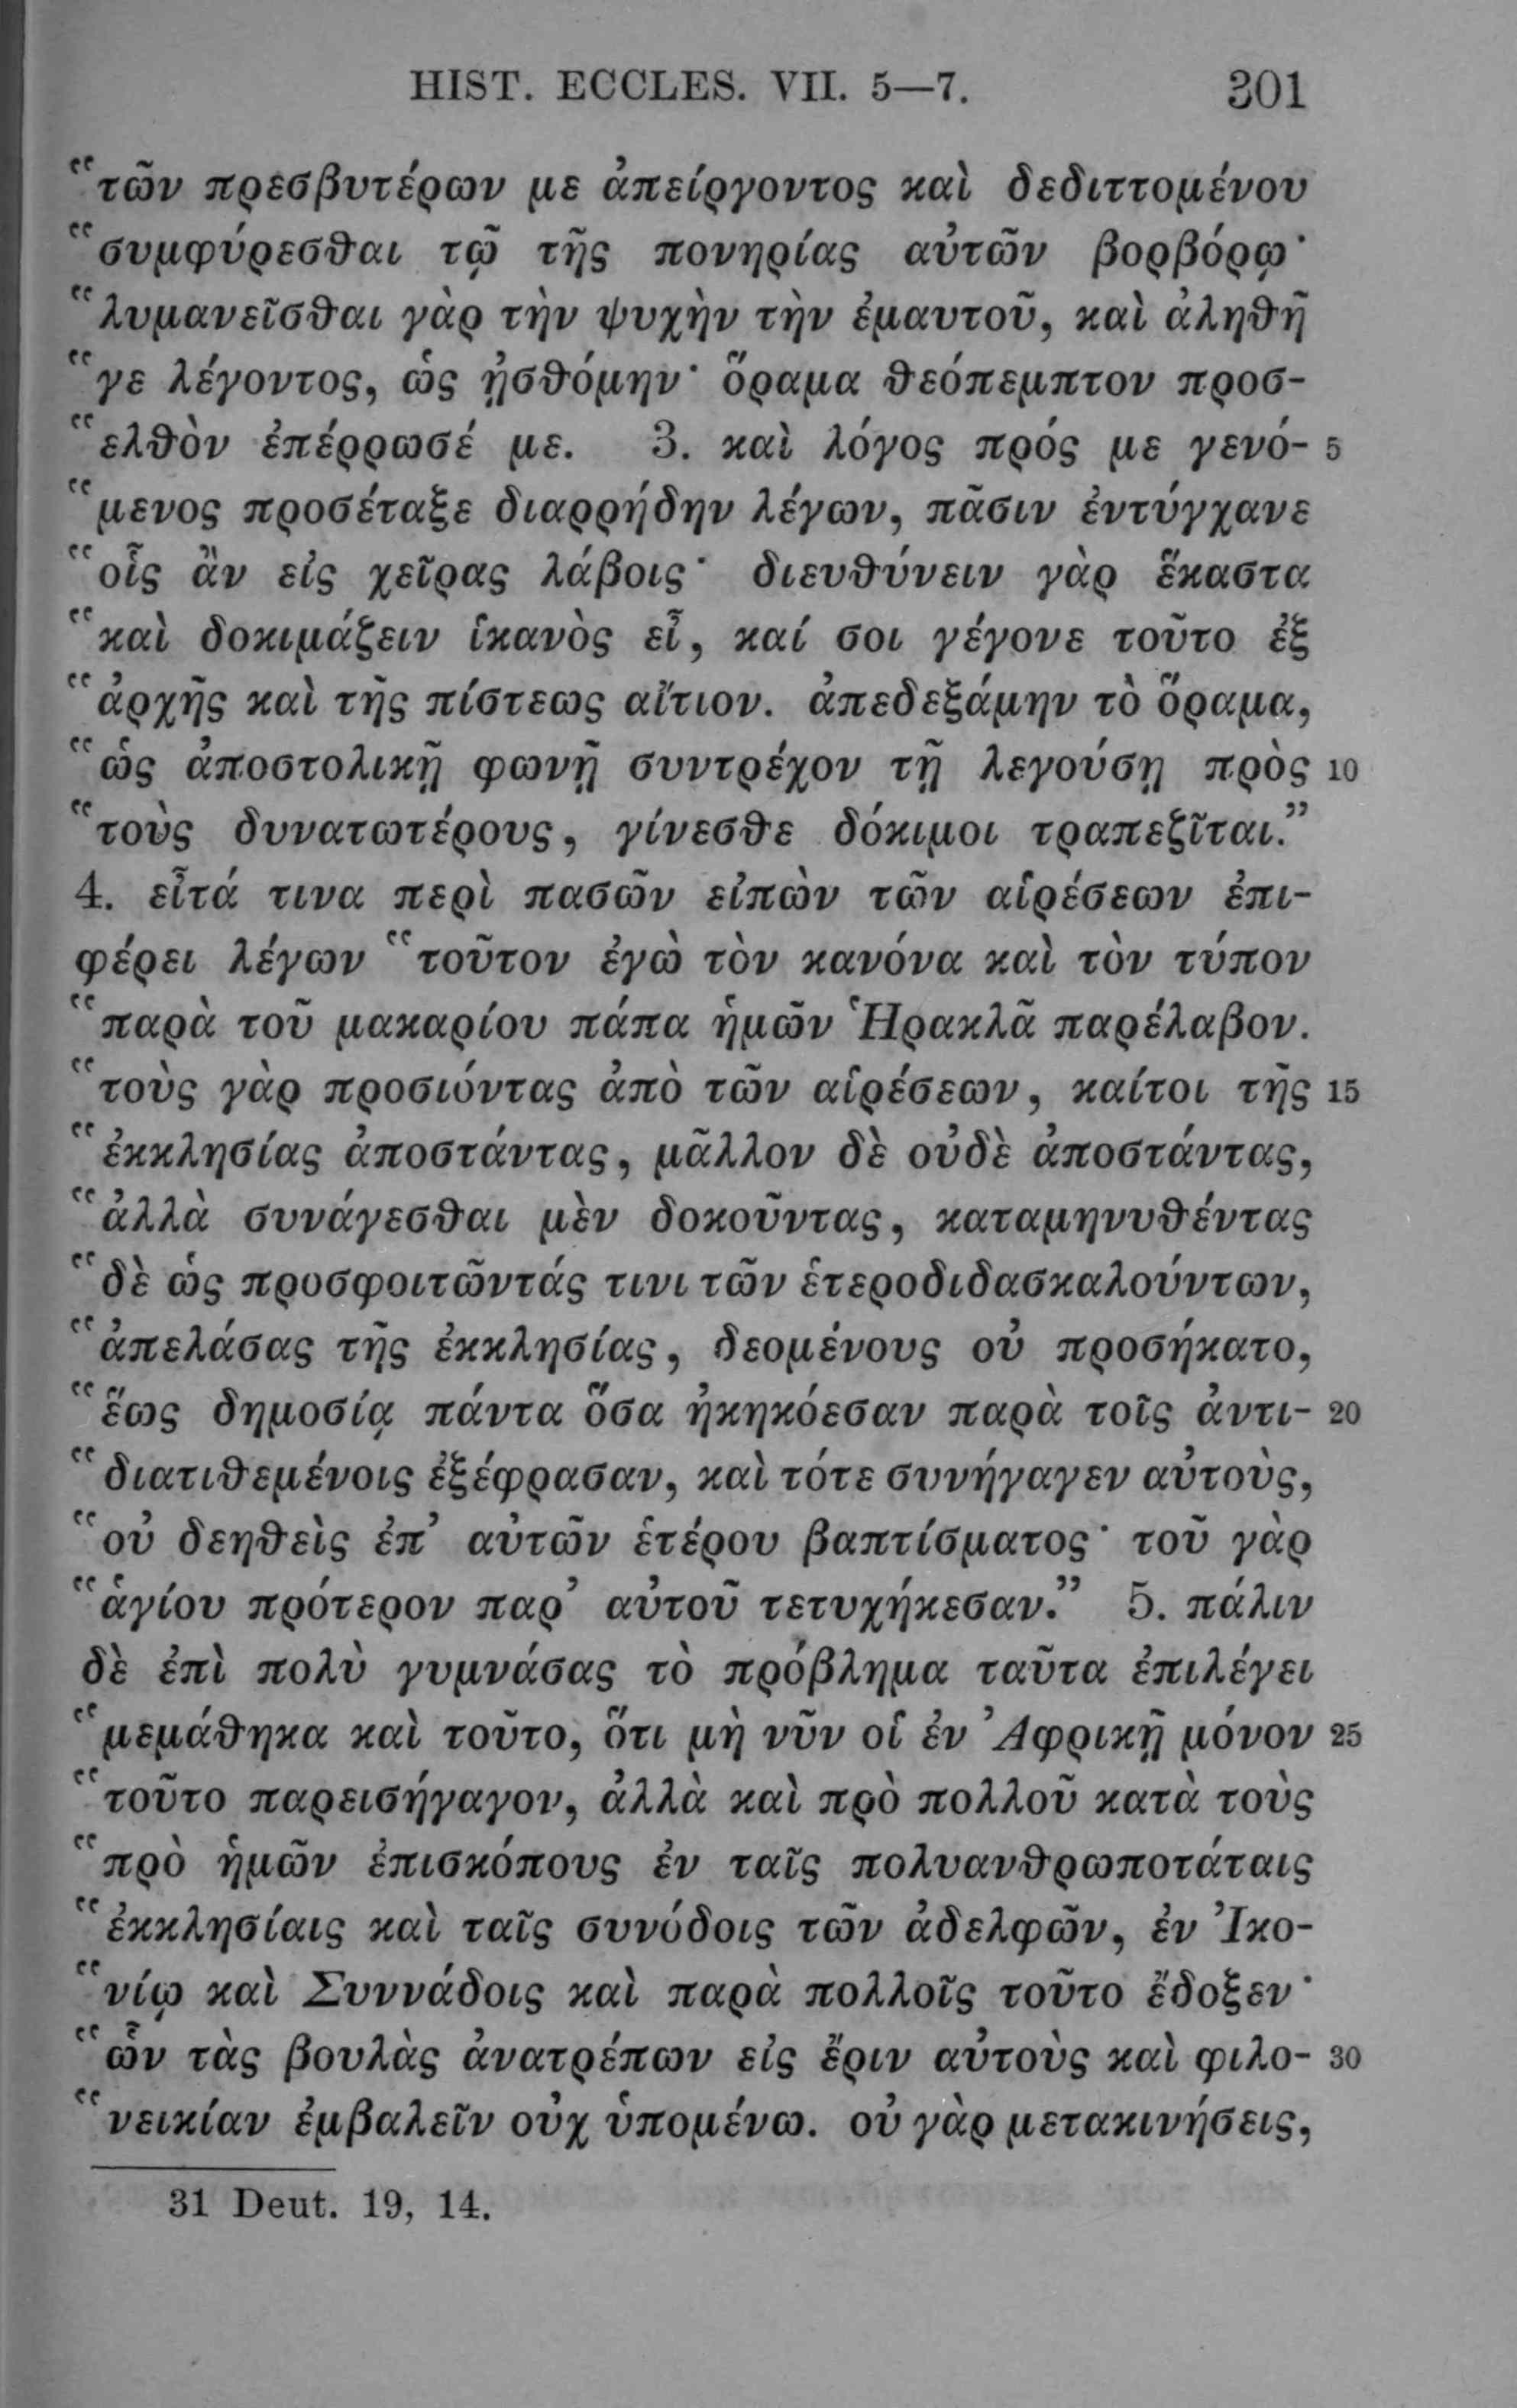 HIST. ECCLES. VII. 5—7. 301
“τῶν πρεσβυτέρων με ἀπείργοντος καὶ δεδιττομένου
“συμφύρεσθαι τῷ τῆς πονηρίας αὐτῶν βορβόρῳ·
“λυμανεῖσθαι γὰρ τὴν ψυχὴν τὴν ἐμαυτοῦ, καὶ ἀληθῆ
“γε λέγοντος, ὡς ᾐσθόμην· ὅραμα θεόπεμπτον προσ-
“ελθὸν ἐπέρρωσέ με. 3. καὶ λόγος πρός με γενό- 5
“μενος προσέταξε διαρρήδην λέγων, πᾶσιν ἐντύγχανε
“οἷς ἂν εἰς χεῖρας λάβοις· διευθύνειν γὰρ ἕκαστα
“καὶ δοκιμάζειν ἱκανὸς εἶ, καί σοι γέγονε τοῦτο ἐξ
“ἀρχῆς καὶ τῆς πίστεως αἴτιον. ἀπεδεξάμην τὸ ὅραμα,
“ὡς ἀποστολικῇ φωνῇ συντρέχον τῇ λεγούσῃ πρὸς 10
“τοὺς δυνατωτέρους, γίνεσθε δόκιμοι τραπεζῖται.”
4. εἶτά τινα περὶ πασῶν εἰπὼν τῶν αἱρέσεων ἐπι-
φέρει λέγων “τοῦτον ἐγὼ τὸν κανόνα καὶ τὸν τύπον
“παρὰ τοῦ μακαρίου πάπα ἡμῶν Ἡρακλᾶ παρέλαβον.
“τοὺς γὰρ προσιόντας ἀπὸ τῶν αἱρέσεων, καίτοι τῆς 15
“ἐκκλησίας ἀποστάντας, μᾶλλον δὲ οὐδὲ ἀποστάντας,
“ἀλλὰ συνάγεσθαι μὲν δοκοῦντας, καταμηνυθέντας
“δὲ ὡς προσφοιτῶντάς τινι τῶν ἑτεροδιδασκαλούντων,
“ἀπελάσας τῆς ἐκκλησίας, δεομένους οὐ προσήκατο,
“ἕως δημοσίᾳ πάντα ὅσα ἠκηκόεσαν παρὰ τοῖς ἀντι- 20
“διατιθεμένοις ἐξέφρασαν, καὶ τότε συνήγαγεν αὐτοὺς,
“οὐ δεηθεὶς ἐπ’ αὐτῶν ἑτέρου βαπτίσματος· τοῦ γὰρ
“ἁγίου πρότερον παρ’ αὐτοῦ τετυχήκεσαν.” 5. πάλιν
δὲ ἐπὶ πολὺ γυμνάσας τὸ πρόβλημα ταῦτα ἐπιλέγει
“μεμάθηκα καὶ τοῦτο, ὅτι μὴ νῦν οἱ ἐν Ἀφρικῇ μόνον 25
“τοῦτο παρεισήγαγον, ἀλλὰ καὶ πρὸ πολλοῦ κατὰ τοὺς
“πρὸ ἡμῶν ἐπισκόπους ἐν ταῖς πολυανθρωποτάταις
“ἐκκλησίαις καὶ ταῖς συνόδοις τῶν ἀδελφῶν, ἐν Ἰκο-
“νίῳ καὶ Συννάδοις καὶ παρὰ πολλοῖς τοῦτο ἔδοξεν·
“ὧν τὰς βουλὰς ἀνατρέπων εἰς ἔριν αὐτοὺς καὶ φιλο- 30
“νεικίαν ἐμβαλεῖν οὐχ ὑπομένω. οὐ γὰρ μετακινήσεις,
31 Deut. 19, 14.